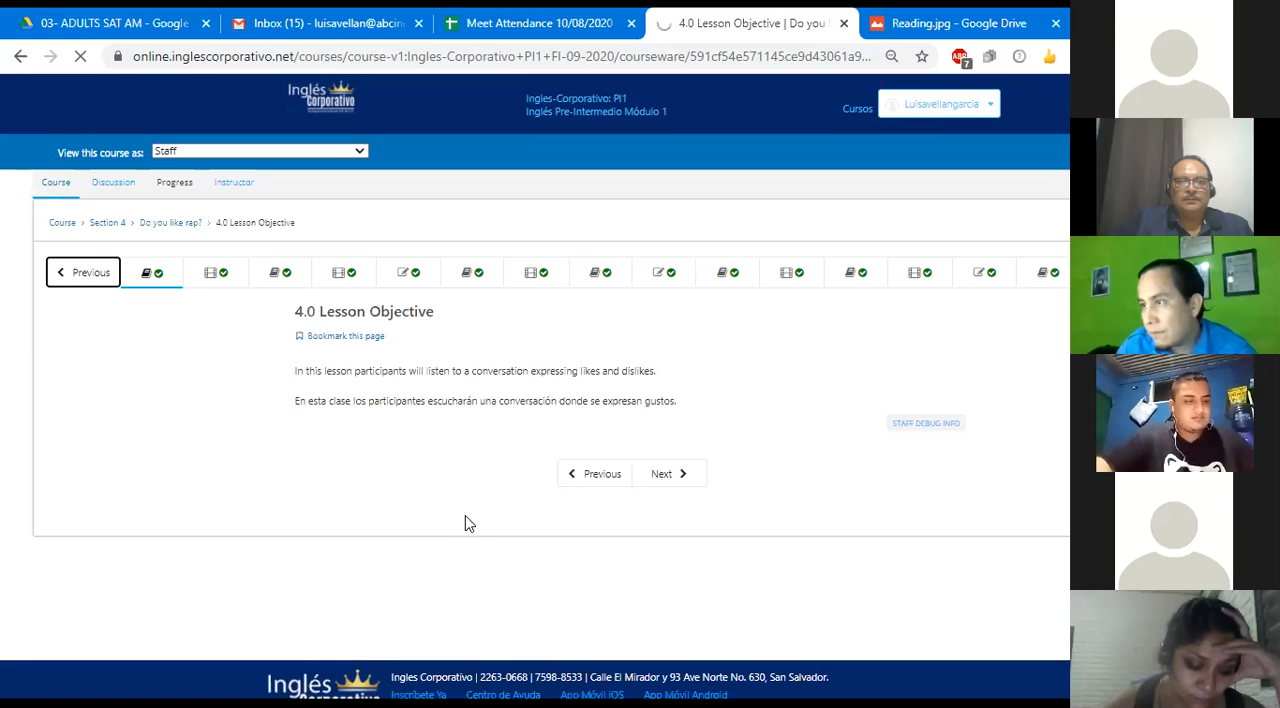 03- ADULTS SAT AM - Google
Inbox (15) - luisavellan@abcing
Meet Attendance 10/08/2020
4.0 Lesson Objective | Do you l
Reading.jpg - Google Drive
online.inglescorporativo.net/courses/course-v1:Ingles-Corporativo+PI1+FI-09-2020/courseware/591cf54e571145ce9d43061a9...
7
Inglés Corporativo
Ingles-Corporativo: PI1
Inglés Pre-Intermedio Módulo 1
Cursos
Luisavellangarcia
View this course as:
Staff
Course
Discussion
Progress
Instructor
Course > Section 4 > Do you like rap? > 4.0 Lesson Objective
Previous
4.0 Lesson Objective
Bookmark this page
In this lesson participants will listen to a conversation expressing likes and dislikes.
En esta clase los participantes escucharán una conversación donde se expresan gustos.
STAFF DEBUG INFO
Previous
Next
Inglés
Inglés Corporativo | 2263-0668 | 7598-8533 | Calle El Mirador y 93 Ave Norte No. 630, San Salvador.
Inscríbete Ya
Centro de Ayuda
App Móvil iOS
App Móvil Android